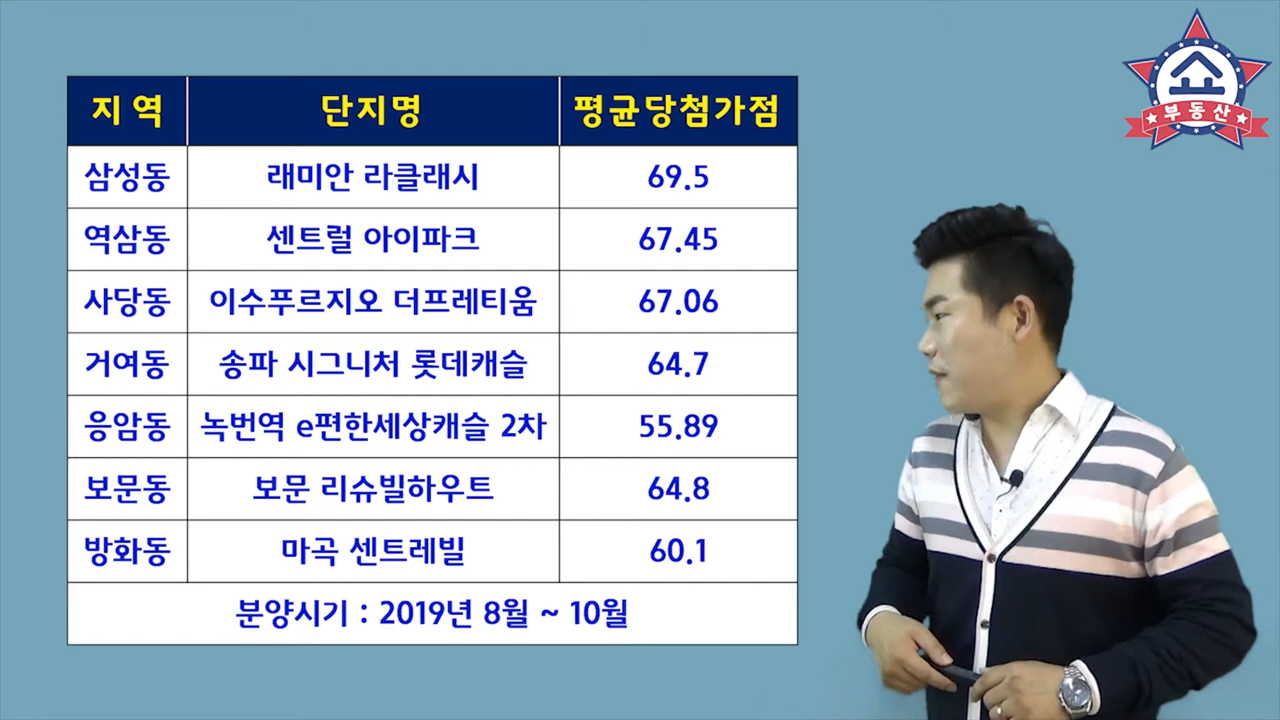 지 역 단지명 평균당첨가점
삼성동 래미안 라클래시 69.5
역삼동 센트럴 아이파크 67.45
사당동 이수푸르지오 더프레티움 67.06
거여동 송파 시그니처 롯데캐슬 64.7
응암동 녹번역 e편한세상캐슬 2차 55.89
보문동 보문 리슈빌하우트 64.8
방화동 마곡 센트레빌 60.1
분양시기 : 2019년 8월 ~ 10월
부동산